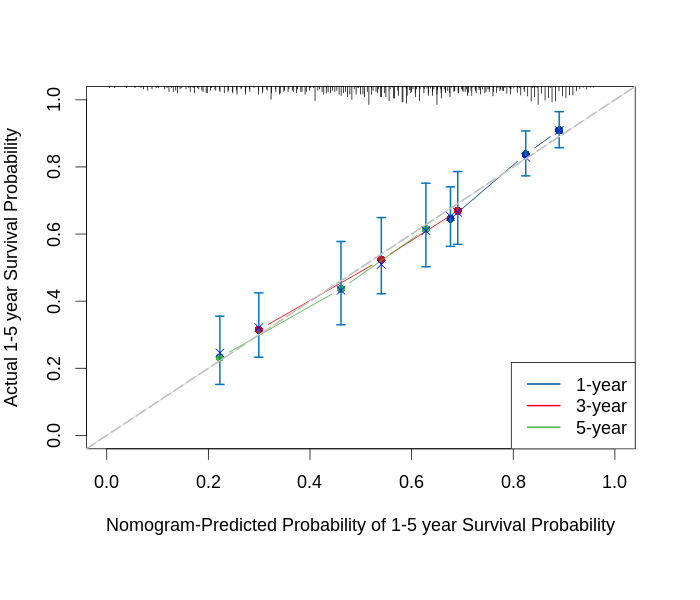 Actual 1-5 year Survival Probability
1.0
0.8
0.6
0.4
0.2
0.0
1-year
3-year
5-year
0.0 0.2 0.4 0.6 0.8 1.0
Nomogram-Predicted Probability of 1-5 year Survival Probability